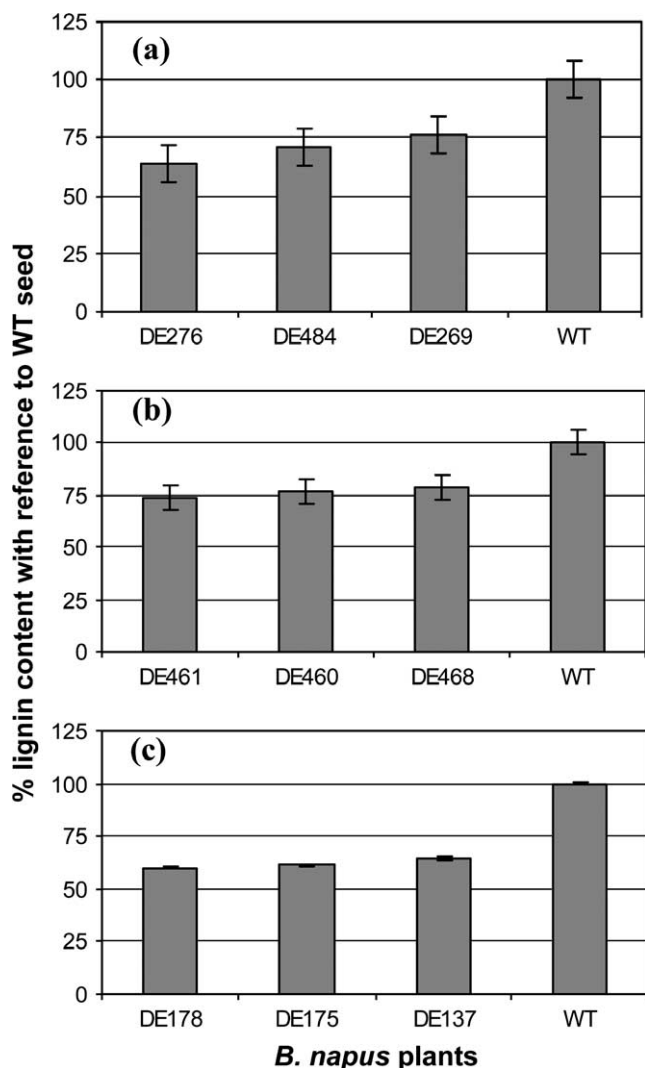 % lignin content with reference to WT seed
(a)
125
100
75
50
25
0
DE276 DE484 DE269 WT
(b)
125
100
75
50
25
0
DE461 DE460 DE468 WT
(c)
125
100
75
50
25
0
DE178 DE175 DE137 WT
B. napus plants